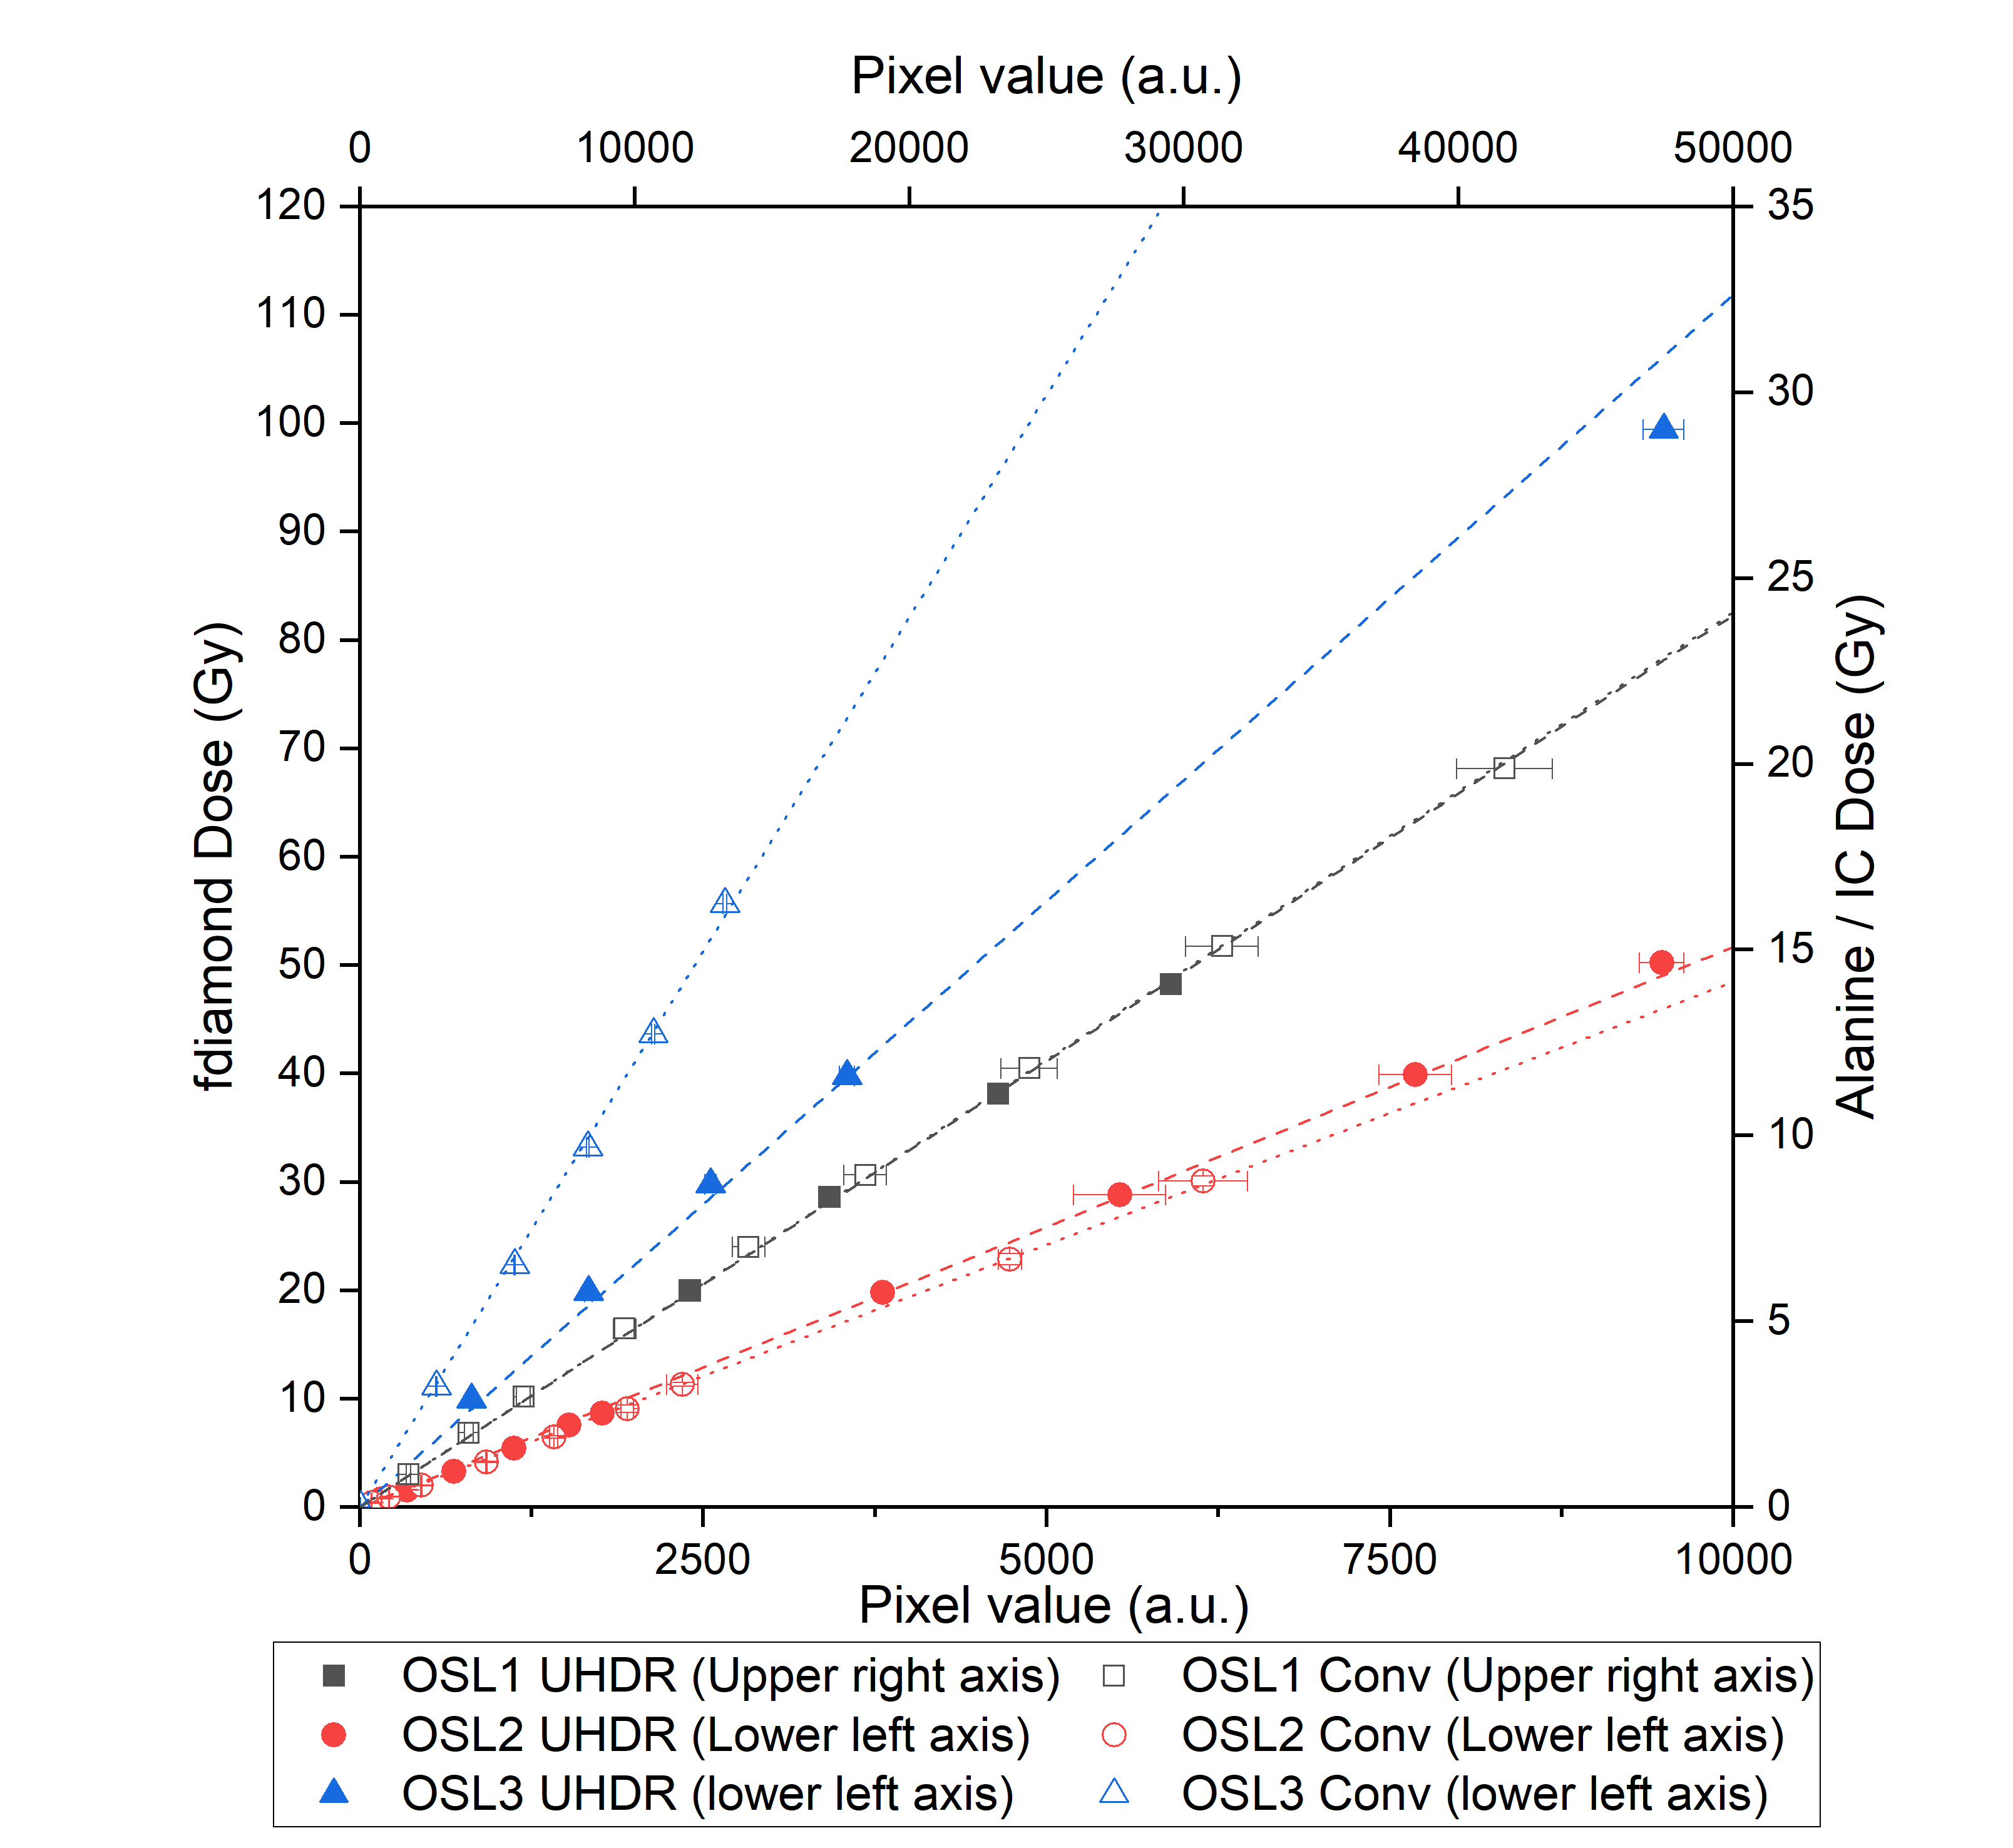 Pixel value (a.u.)
0 10000 20000 30000 40000 50000
120 35
110
100 30
90
80 25
70 20
60
50 15
40
30 10
20 5
10
0 0
fdiamond Dose (Gy)
Alanine / IC Dose (Gy)
0 2500 5000 7500 10000
Pixel value (a.u.)
OSL1 UHDR (Upper right axis) OSL1 Conv (Upper right axis)
OSL2 UHDR (Lower left axis) OSL2 Conv (Lower left axis)
OSL3 UHDR (lower left axis) OSL3 Conv (lower left axis)